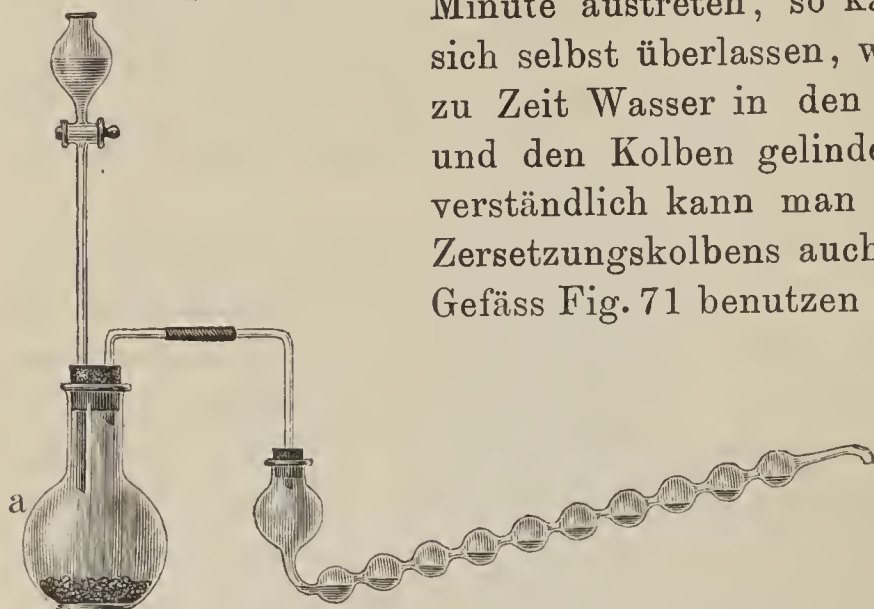 Minute austreten, so
sich selbst überlassen,
zu Zeit Wasser in den
und den Kolben gelinde
verständlich kann man
Zersetzungskolbens auch
Gefäss Fig. 71 benutzen
a